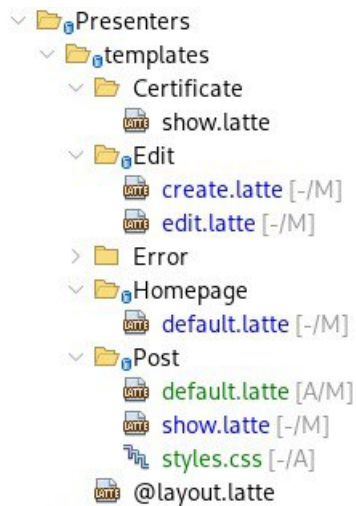 Presenters
templates
Certificate
show.latte
Edit
create.latte [-/M]
edit.latte [-/M]
Error
Homepage
default.latte [-/M]
Post
default.latte [A/M]
show.latte [-/M]
styles.css [-/A]
@layout.latte